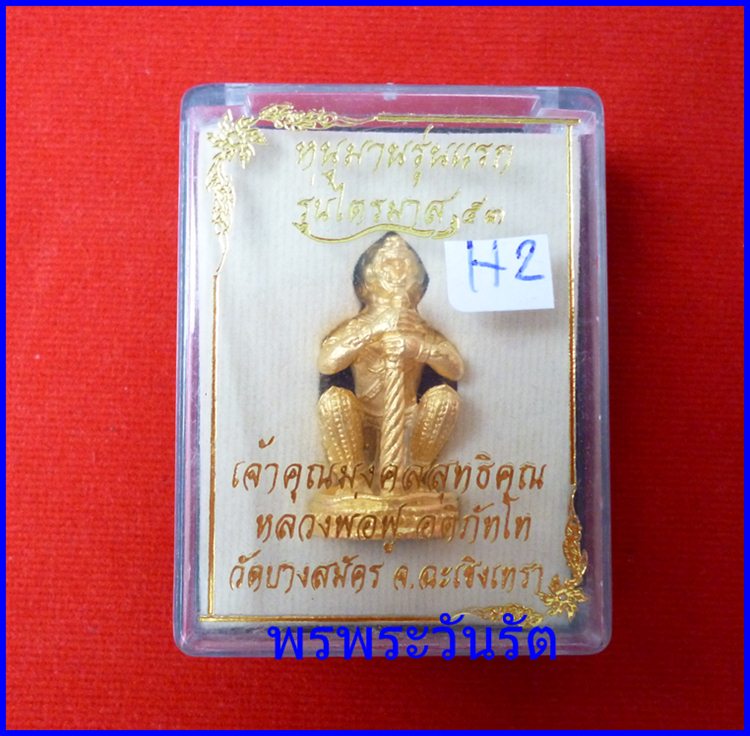 หนุมานรุ่นแรก
รุ่นไตรมาส ๕๓
H2
เจ้าคุณมงคลสุทธิคุณ
หลวงพ่อฟู อติภัทโท
วัดบางสมัคร จ.ฉะเชิงเทรา
พรพระวันรัต